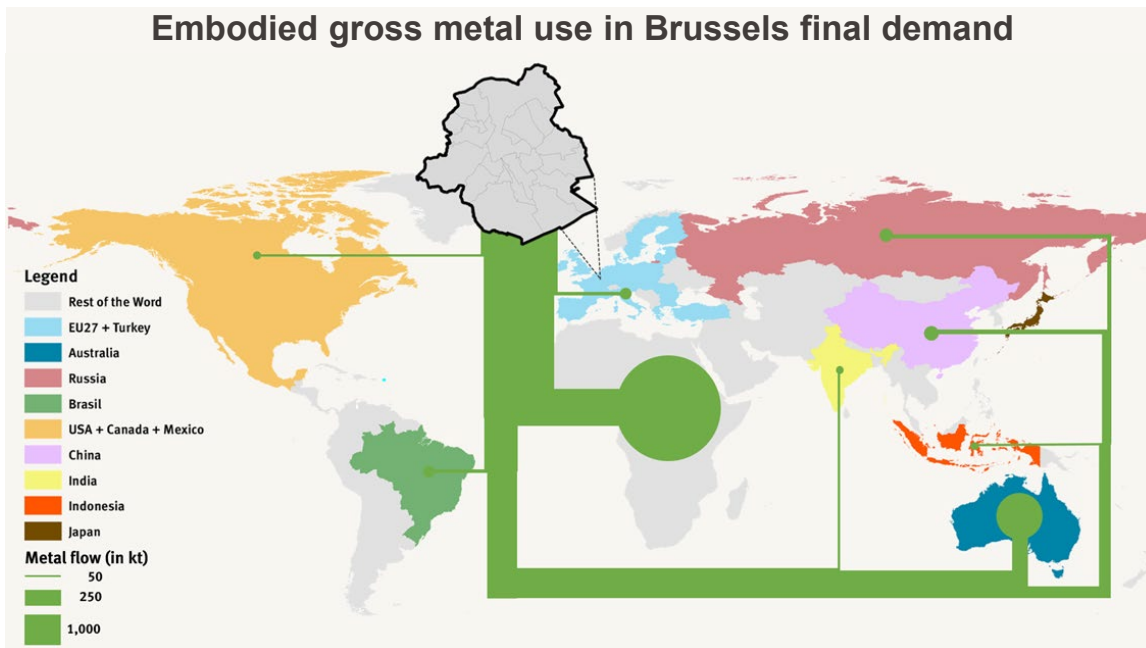 Embodied gross metal use in Brussels final demand
Legend
Rest of the Word
EU27 + Turkey
Australia
Russia
Brasil
USA + Canada + Mexico
China
India
Indonesia
Japan
Metal flow (in kt)
50
250
1,000